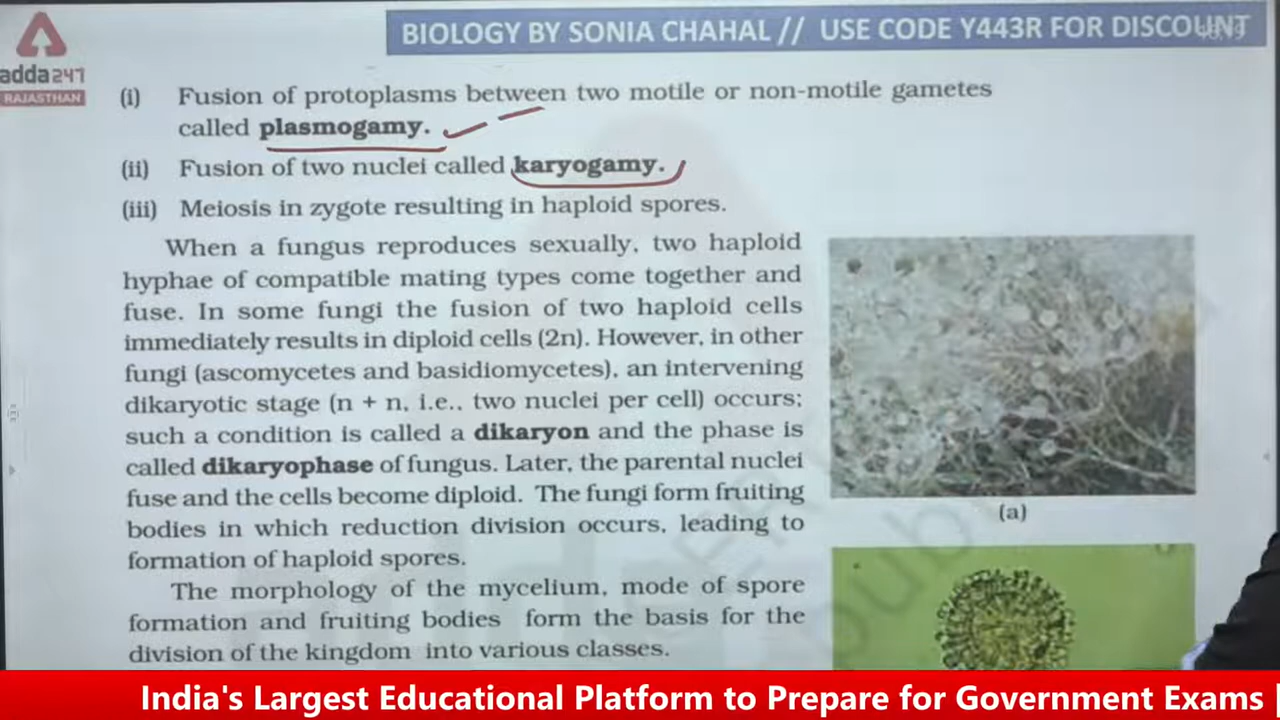 BIOLOGY BY SONIA CHAHAL // USE CODE Y443R FOR DISCOUNT
adda247
RAJASTHAN
(i) Fusion of protoplasms between two motile or non-motile gametes
called plasmogamy.
(ii) Fusion of two nuclei called karyogamy.
(iii) Meiosis in zygote resulting in haploid spores.
When a fungus reproduces sexually, two haploid
hyphae of compatible mating types come together and
fuse. In some fungi the fusion of two haploid cells
immediately results in diploid cells (2n). However, in other
fungi (ascomycetes and basidiomycetes), an intervening
dikaryotic stage (n + n, i.e., two nuclei per cell) occurs;
such a condition is called a dikaryon and the phase is
called dikaryophase of fungus. Later, the parental nuclei
fuse and the cells become diploid. The fungi form fruiting
bodies in which reduction division occurs, leading to
formation of haploid spores.
The morphology of the mycelium, mode of spore
formation and fruiting bodies form the basis for the
division of the kingdom into various classes.
(a)
India's Largest Educational Platform to Prepare for Government Exams